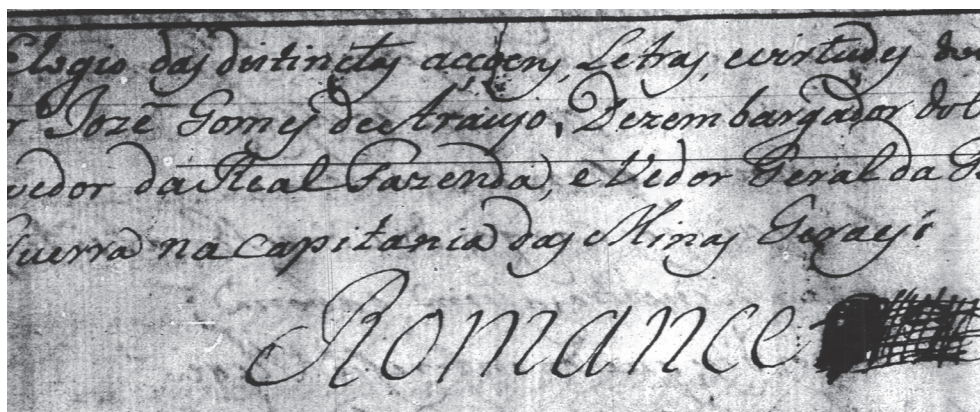 Elogio das distinctas accoens, Letras, e virtudes
Jozé Gomes de Araujo, Dezembargador do
vedor da Real Fazenda, e Vedor Geral da
Guerra na capitania das Minas Geraes
Romance